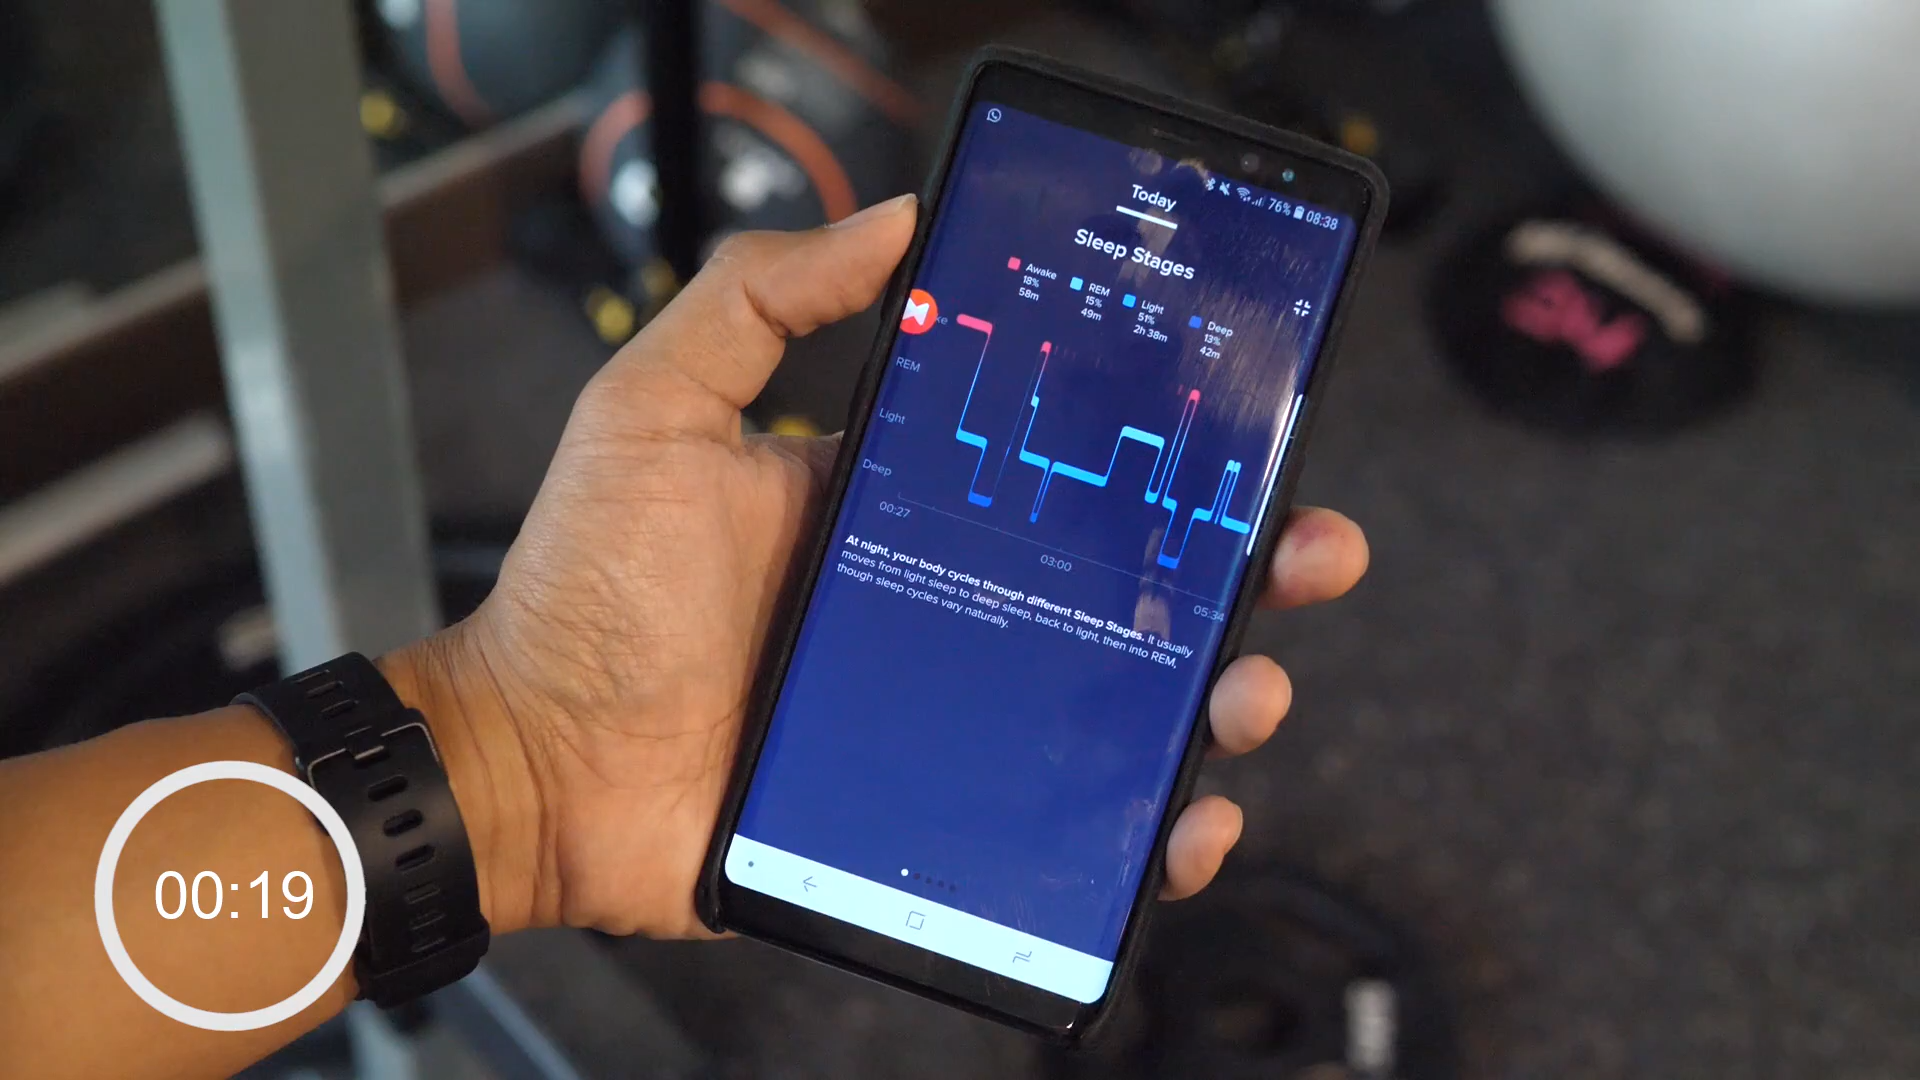 76% 08:38
Today
Sleep Stages
Awake
18%
58m
REM
15%
49m
Light
51%
2h 38m
Deep
13%
42m
ke
REM
Light
Deep
00:27
03:00
05:34
At night, your body cycles through different Sleep Stages. It usually
moves from light sleep to deep sleep, back to light, then into REM,
though sleep cycles vary naturally.
00:19